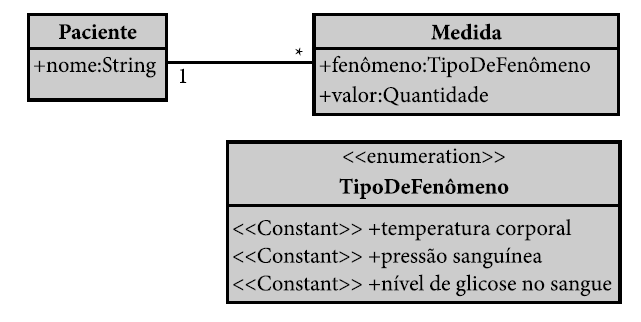 Paciente
+nome:String
1
*
Medida
+fenômeno:TipoDeFenômeno
+valor:Quantidade
<<enumeration>>
TipoDeFenômeno
<<Constant>> +temperatura corporal
<<Constant>> +pressão sanguínea
<<Constant>> +nível de glicose no sangue